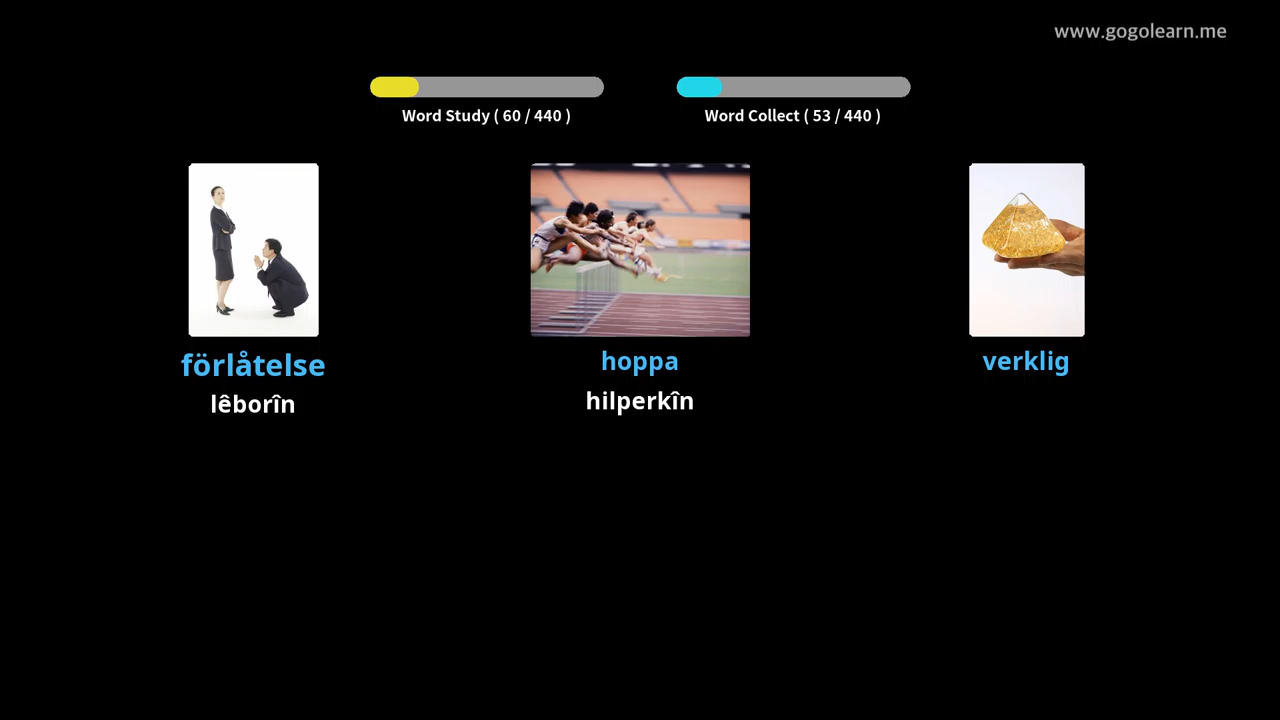 www.gogolearn.me
Word Study ( 60 / 440 )
Word Collect ( 53 / 440 )
förlåtelse
lêborîn
hoppa
hilperkîn
verklig